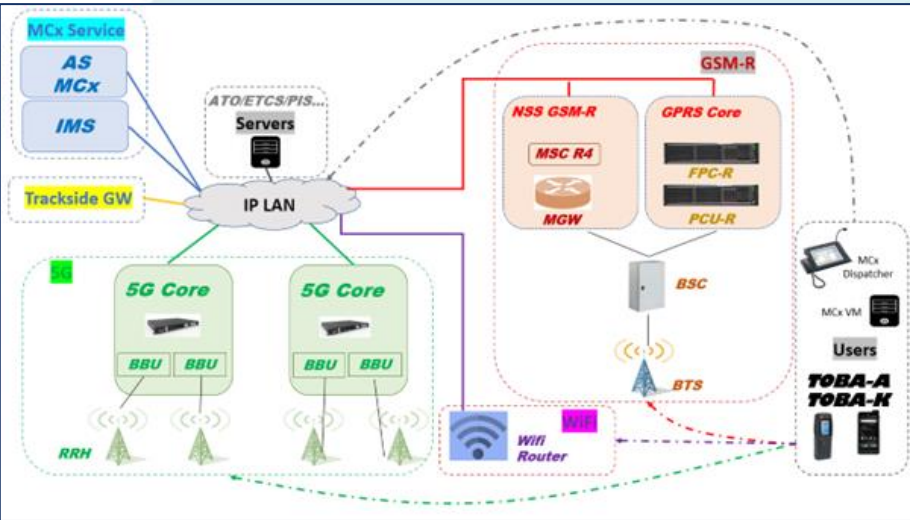 MCx Service
AS
MCx
IMS
Trackside GW
ATO/ETCS/PIS...
Servers
IP LAN
GSM-R
NSS GSM-R
MSC R4
MGW
GPRS Core
FPC-R
PCU-R
BSC
BTS
5G
5G Core
BBU BBU
5G Core
BBU BBU
RRH
WiFi
Wifi
Router
MCx
Dispatcher
MCx VM
Users
TOBA-A
TOBA-K